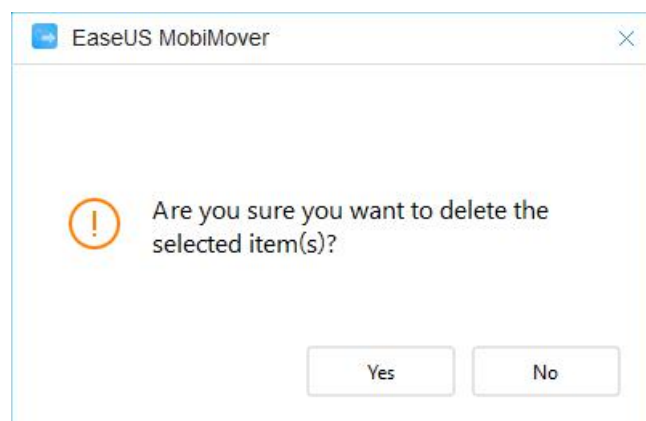 EaseUS MobiMover
Are you sure you want to delete the
selected item(s)?
Yes
No